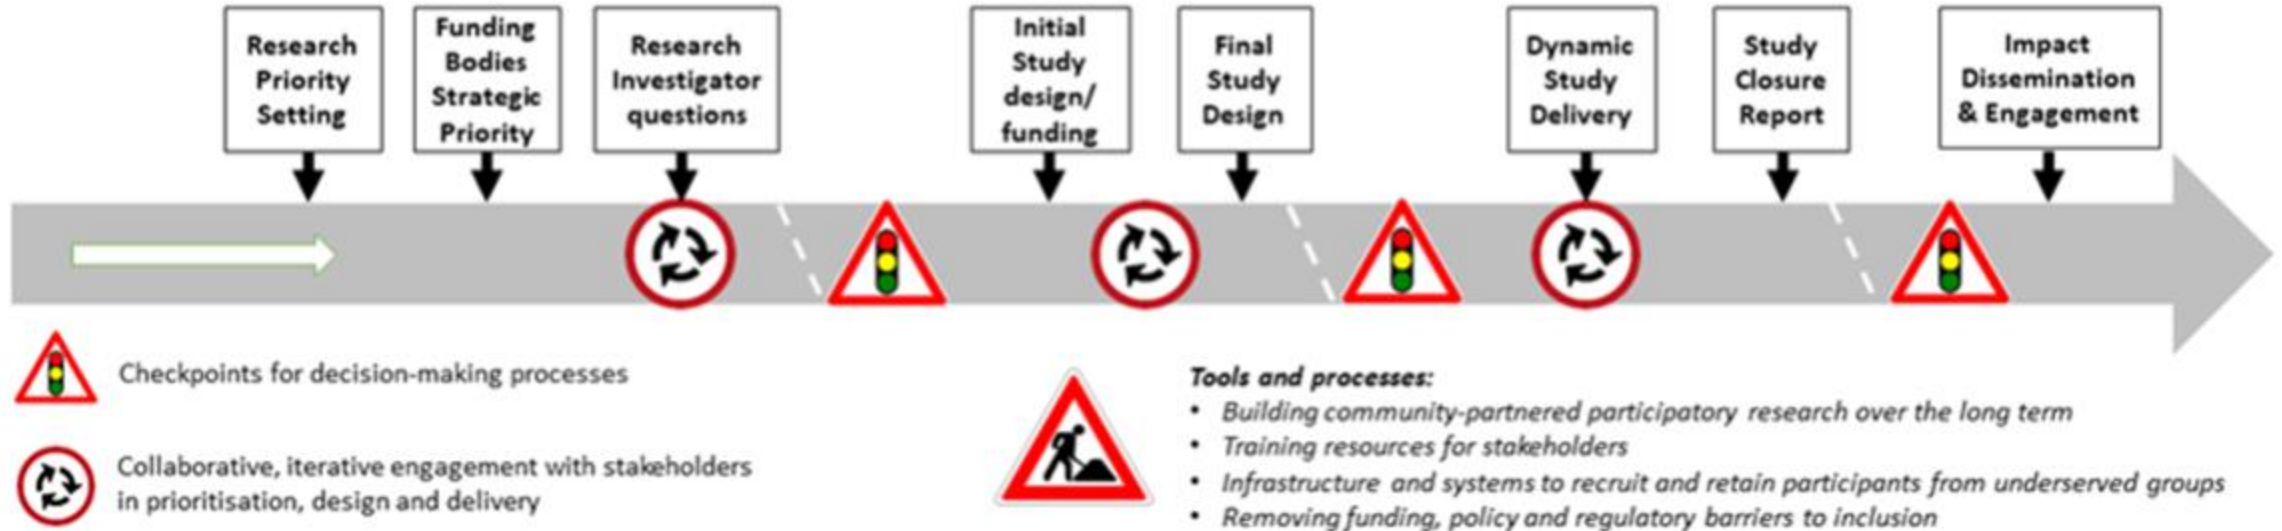 Research
Priority
Setting
Funding
Bodies
Strategic
Priority
Research
Investigator
questions
Initial
Study
design/
funding
Final
Study
Design
Dynamic
Study
Delivery
Study
Closure
Report
Impact
Dissemination
& Engagement
Checkpoints for decision-making processes
Collaborative, iterative engagement with stakeholders
in prioritisation, design and delivery
Tools and processes:
• Building community-partnered participatory research over the long term
• Training resources for stakeholders
• Infrastructure and systems to recruit and retain participants from underserved groups
• Removing funding, policy and regulatory barriers to inclusion